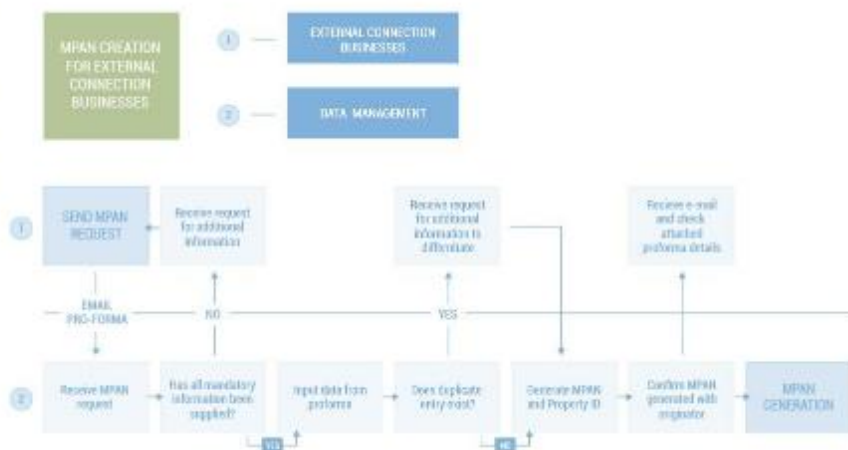 MPAN CREATION
FOR EXTERNAL
CONNECTION
BUSINESSES
1
EXTERNAL CONNECTION
BUSINESSES
2
DATA MANAGEMENT
1
SEND MPAN
REQUEST
Receive request
for additional
information
Receive request
for additional
information to
Recieve e-mail
and check
attached
proforma details
EMAIL
PRO-FORMA
NO
YES
2
Receive MPAN
request
Has all mandatory
information been
supplied?
Input data from
proforma
Does duplicate
entry exist?
Generate MPAN
and Property ID
Confirm MPAN
generated with
originator
MPAN
GENERATION
YES
NO